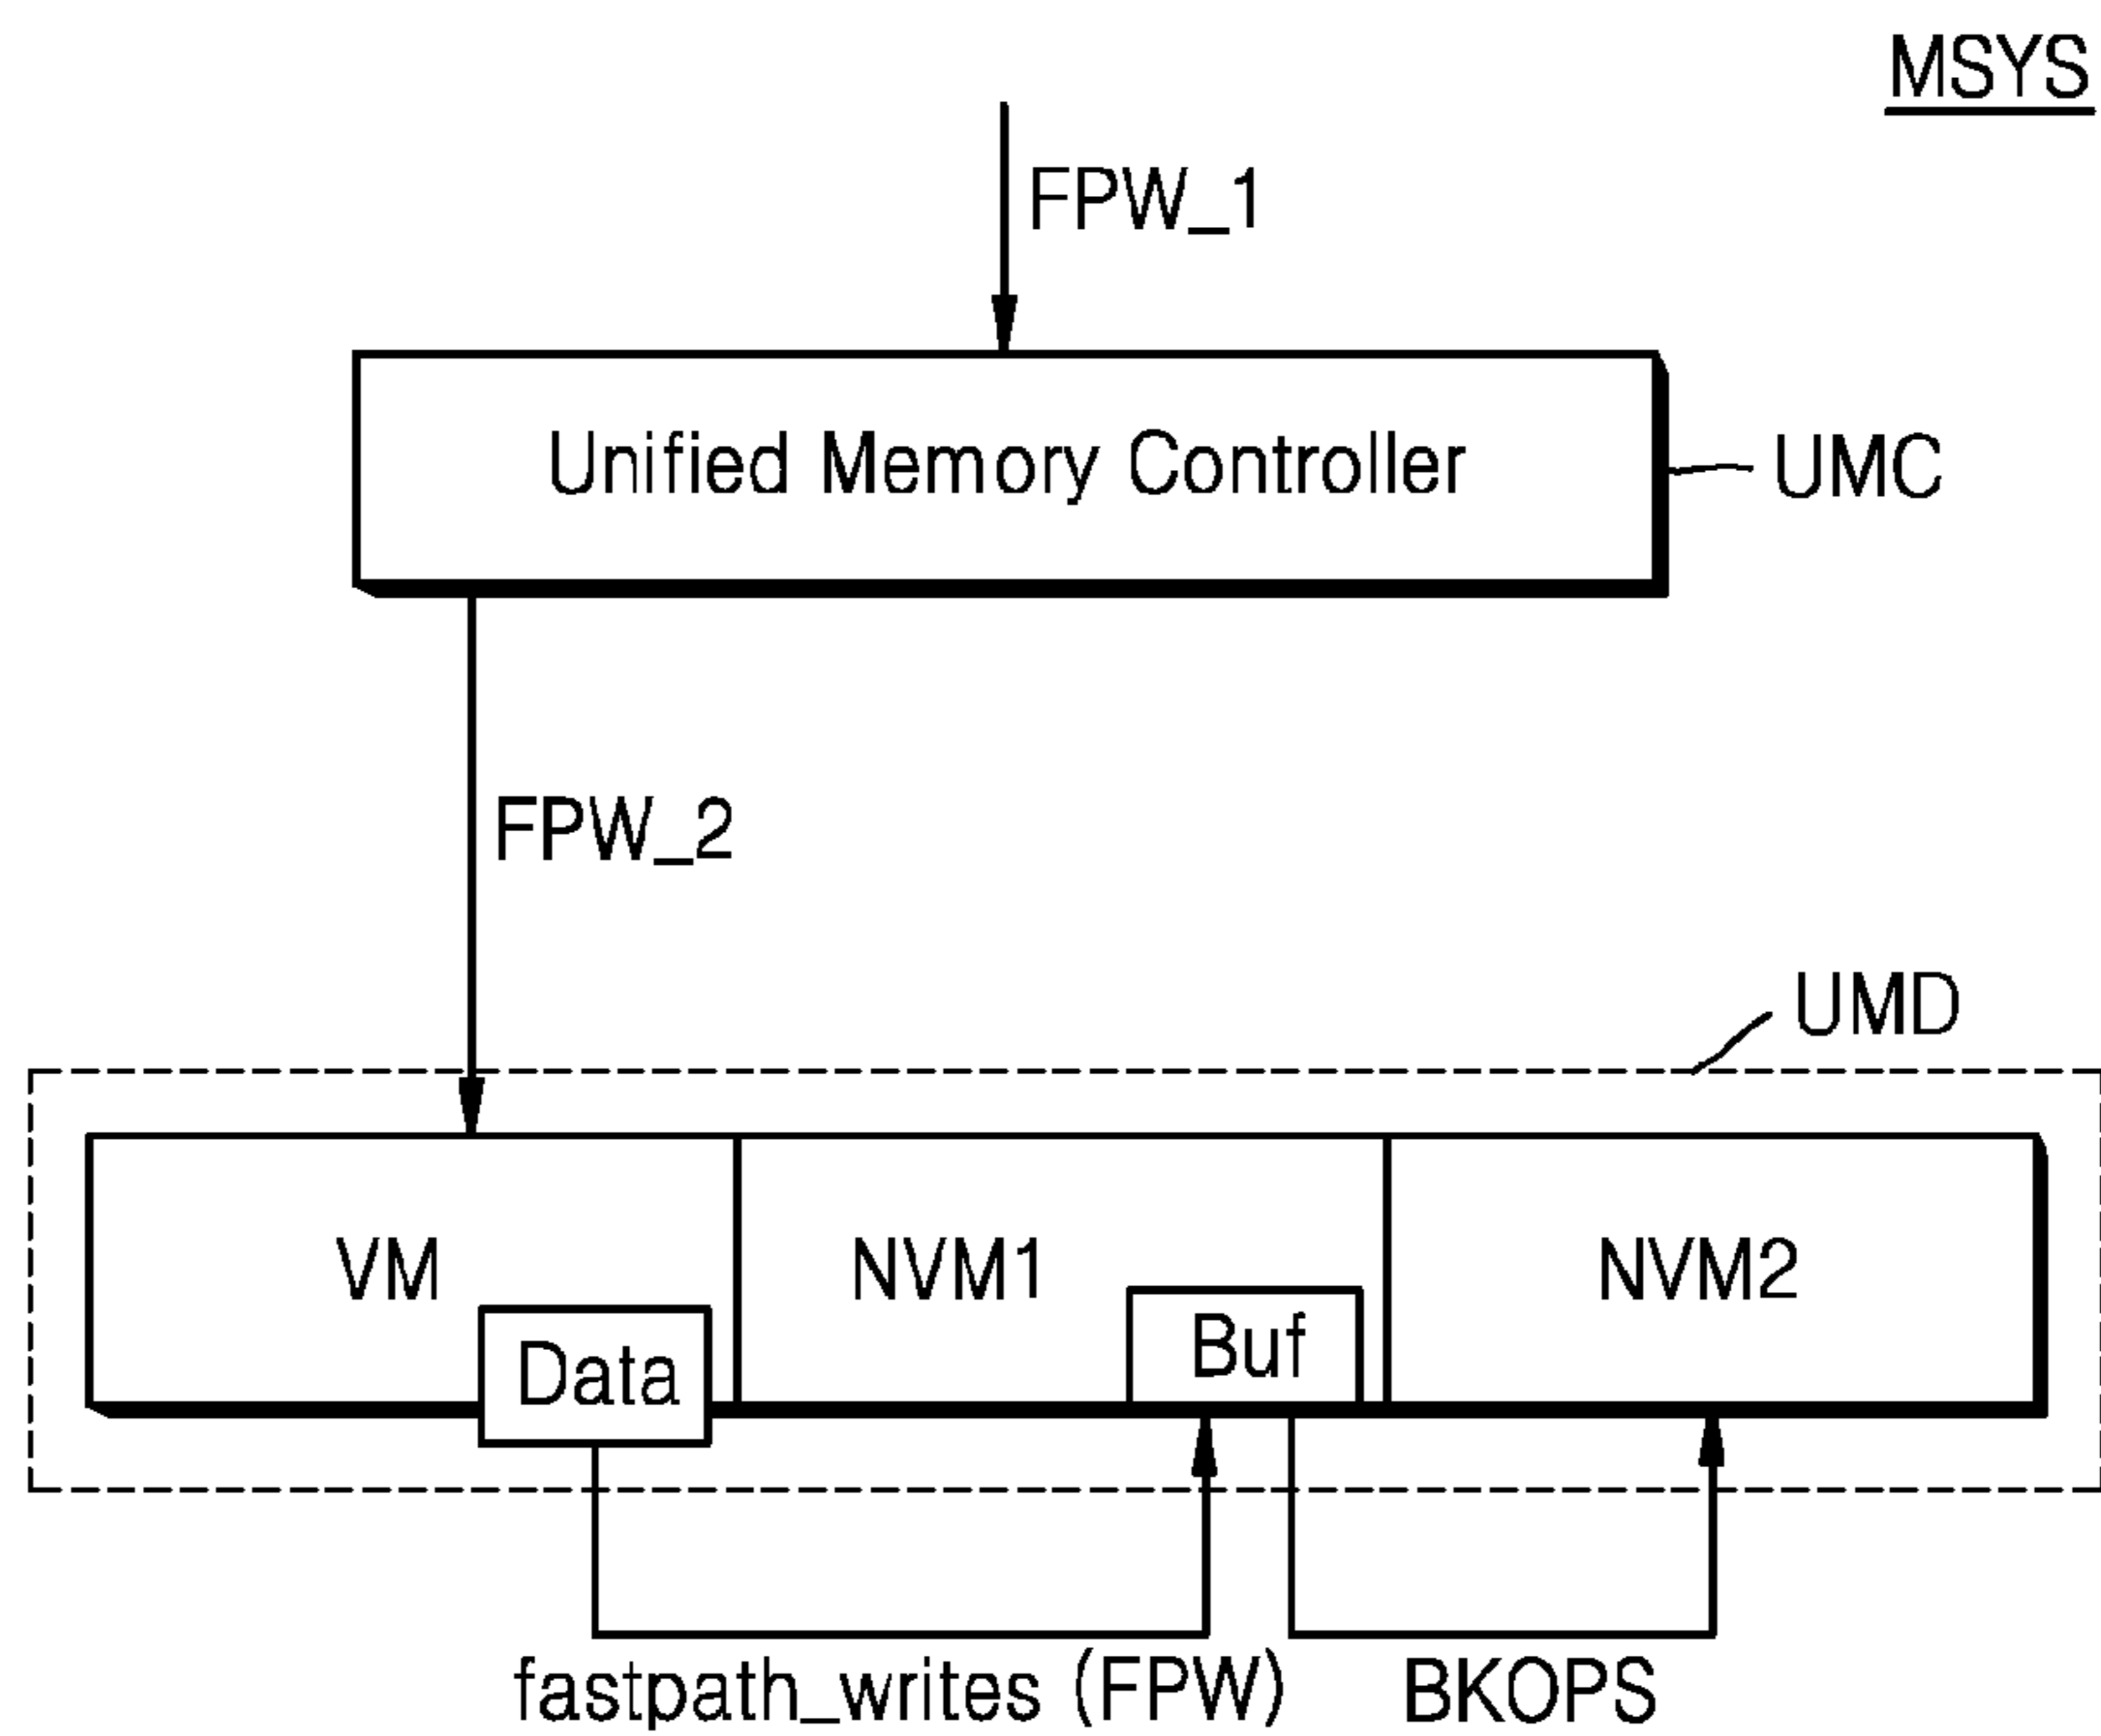 MSYS
FPW_1
Unified Memory Controller
UMC
FPW_2
UMD
VM
NVM1
NVM2
Data
Buf
fastpath_writes (FPW)
BKOPS